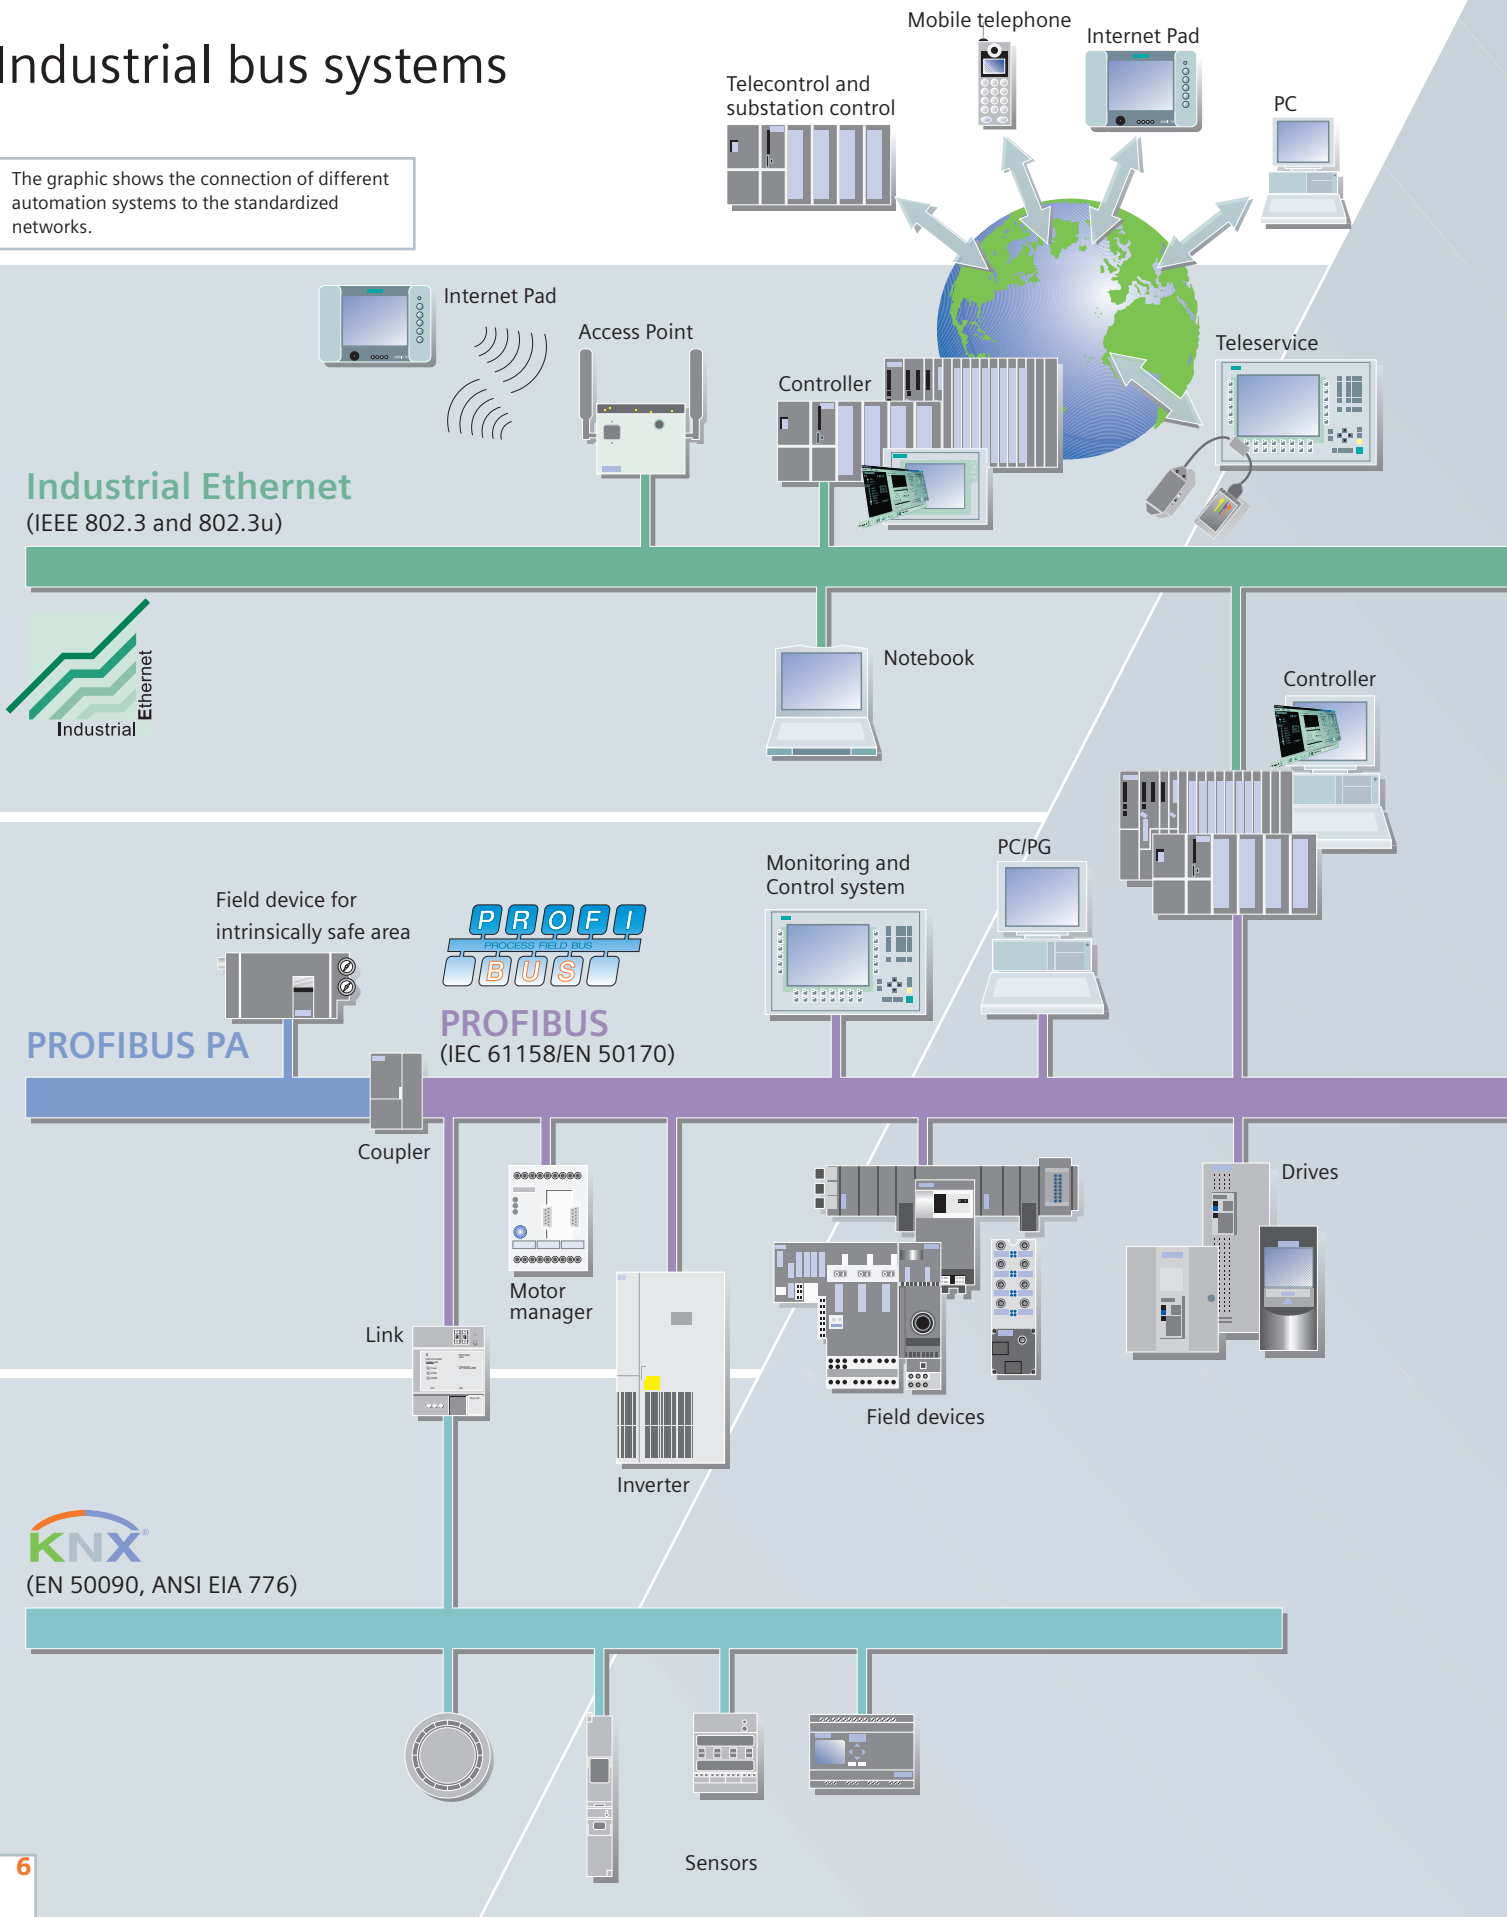 Industrial bus systems
The graphic shows the connection of different
automation systems to the standardized
networks.
Mobile telephone
Internet Pad
Telecontrol and
substation control
PC
Internet Pad
Access Point
Controller
Teleservice
Industrial Ethernet
(IEEE 802.3 and 802.3u)
Industrial
Ethernet
Notebook
Controller
Field device for
intrinsically safe area
PROFI
PROCESS FIELD BUS
BUS
Monitoring and
Control system
PC/PG
PROFIBUS PA
PROFIBUS
(IEC 61158/EN 50170)
Coupler
Motor
manager
Link
Drives
Field devices
Inverter
KNX®
(EN 50090, ANSI EIA 776)
Sensors
6